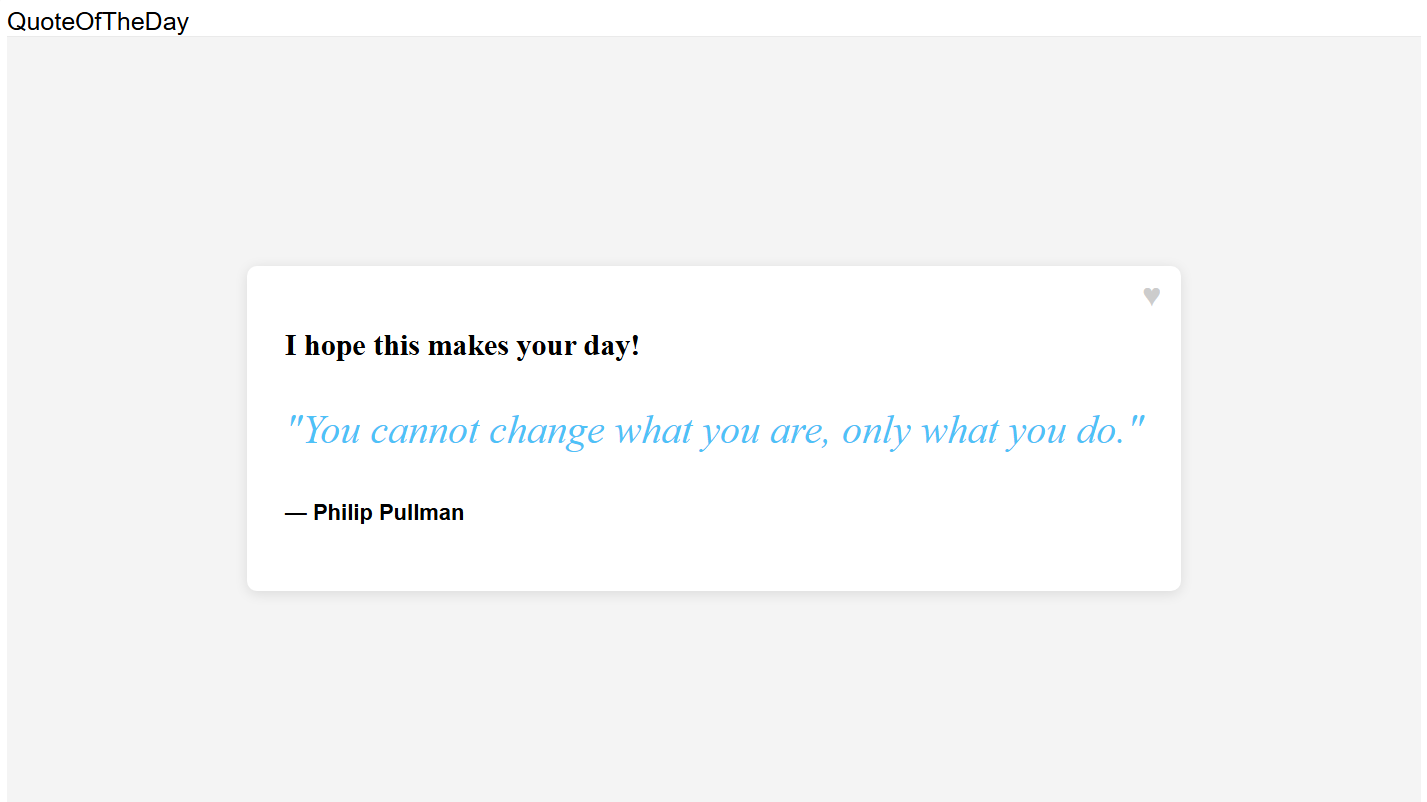 QuoteOfTheDay
♥
I hope this makes your day!
"You cannot change what you are, only what you do."
— Philip Pullman